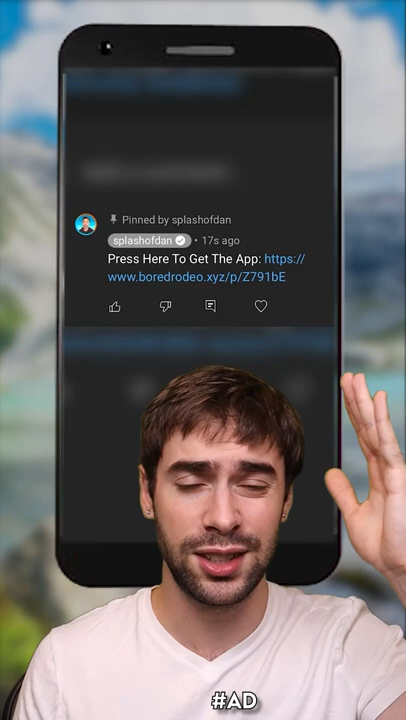 Pinned by splashofdan
splashofdan • 17s ago
Press Here To Get The App: https://
www.boredrodeo.xyz/p/Z791bE
#AD